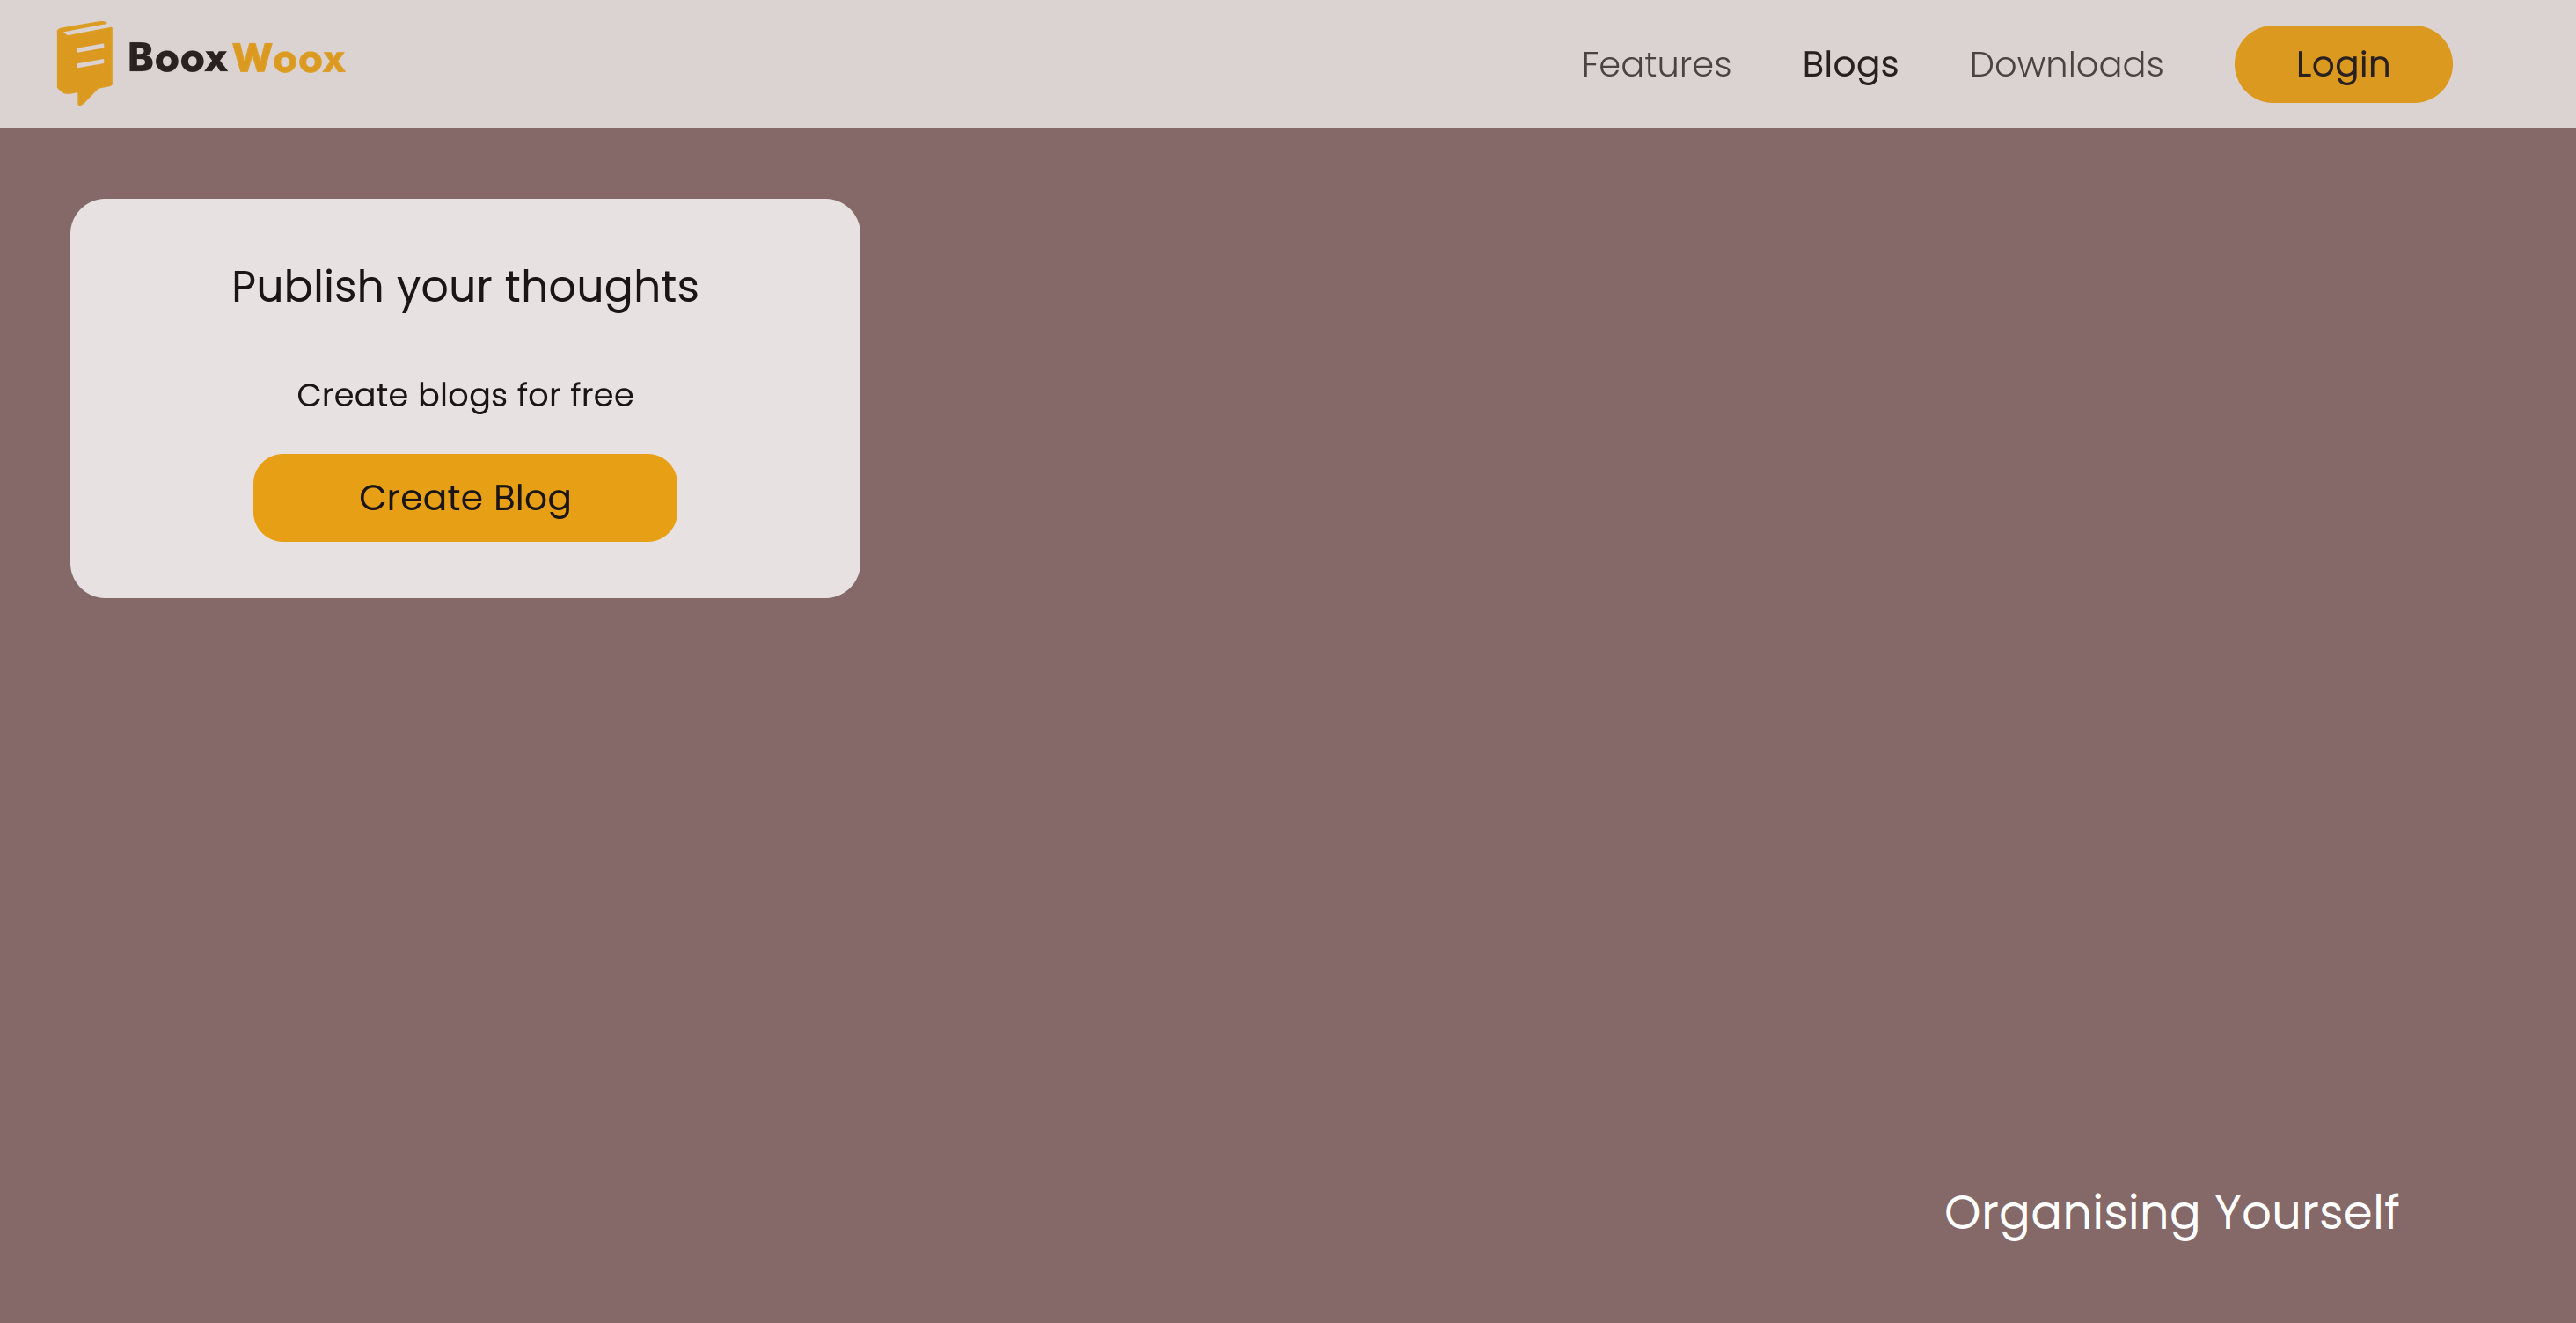 BooxWoox
Features Blogs Downloads Login
Publish your thoughts
Create blogs for free
Create Blog
Organising Yourself